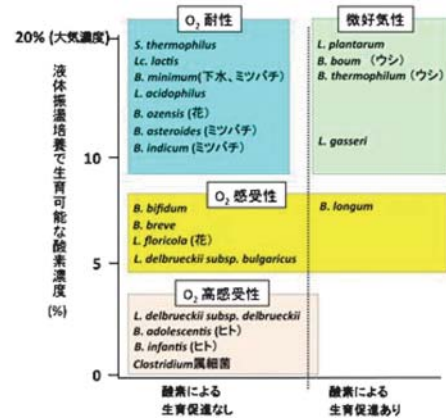 O₂ 耐性
微好気性
20% (大気濃度)
10
5
0
液体振盪培養で生育可能な酸素濃度
(%)
S. thermophilus
Lc. lactis
B. minimum(下水、ミツバチ)
L. acidophilus
B. ozensis (花)
B. asteroides (ミツバチ)
B. indicum (ミツバチ)
L. plantarum
B. boum (ウシ)
B. thermophilum (ウシ)
L. gasseri
O₂ 感受性
B. bifidum
B. breve
L. floricola (花)
L. delbrueckii subsp. bulgaricus
B. longum
O₂ 高感受性
L. delbrueckii subsp. delbrueckii
B. adolescentis (ヒト)
B. infantis (ヒト)
Clostridium属細菌
酸素による
生育促進なし
酸素による
生育促進あり